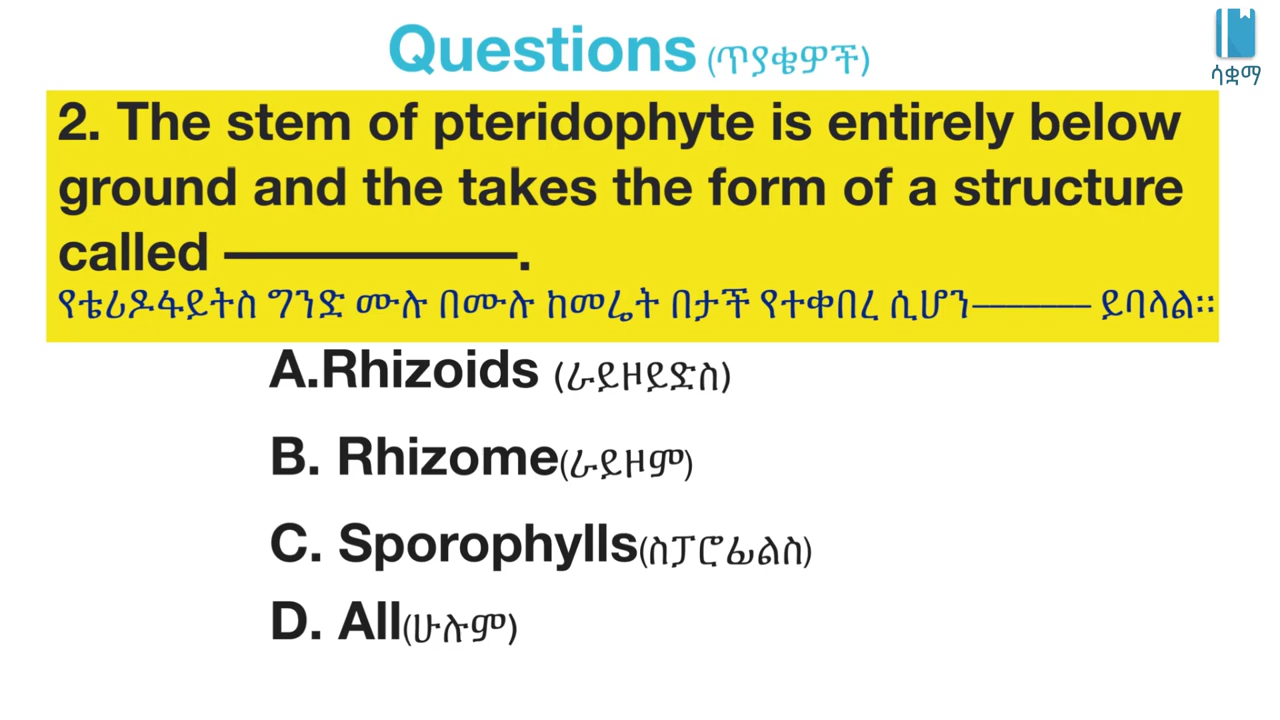 Questions (ጥያቄዎች)
ሳቋማ
2. The stem of pteridophyte is entirely below
ground and the takes the form of a structure
called ——————.
የቴሪዶፋይትስ ግንድ ሙሉ በሙሉ ከመሬት በታች የተቀበረ ሲሆን——— ይባላል።
A.Rhizoids (ራይዞይድስ)
B. Rhizome(ራይዞም)
C. Sporophylls(ስፓሮፊልስ)
D. All(ሁሉም)